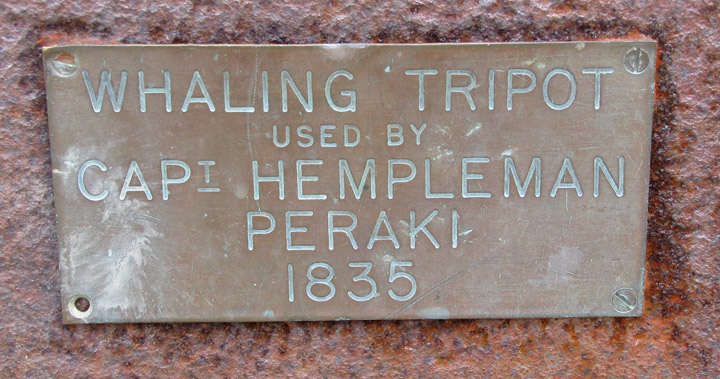 WHALING TRIPOT
USED BY
CAPT HEMPLEMAN
PERAKI
1835